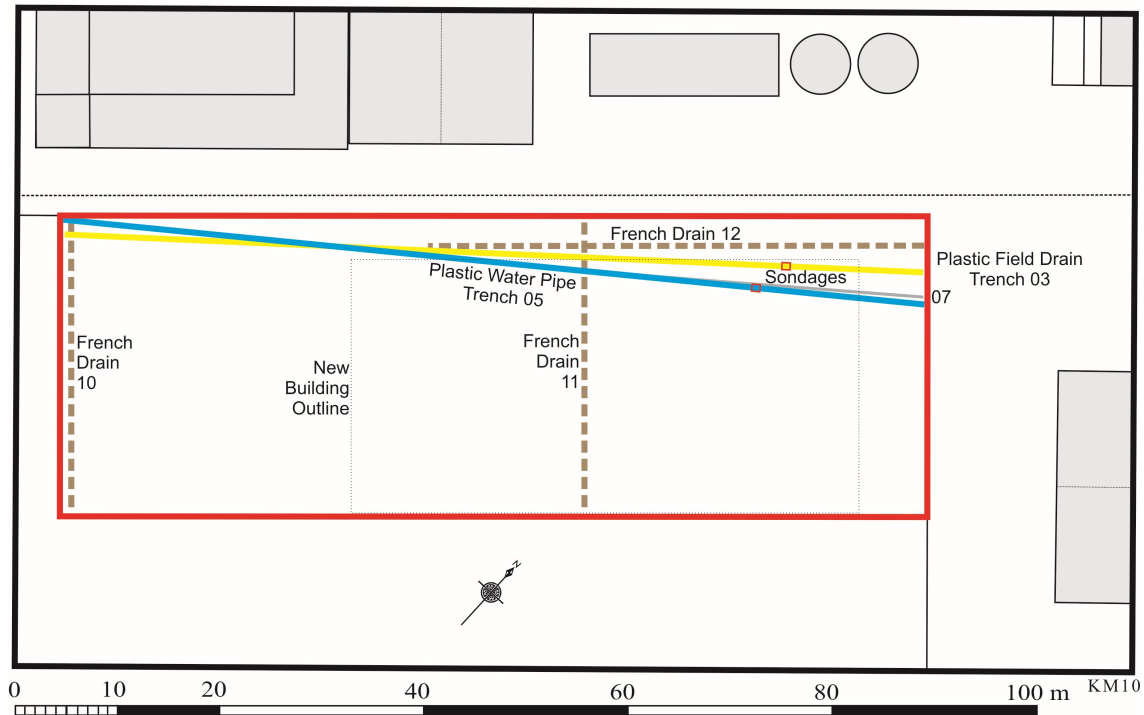 French Drain 12
Plastic Field Drain
Trench 03
Sondages
Plastic Water Pipe
Trench 05
07
French
Drain
10
French
Drain
11
New
Building
Outline
N
0 10 20 40 60 80 100 m
KM10